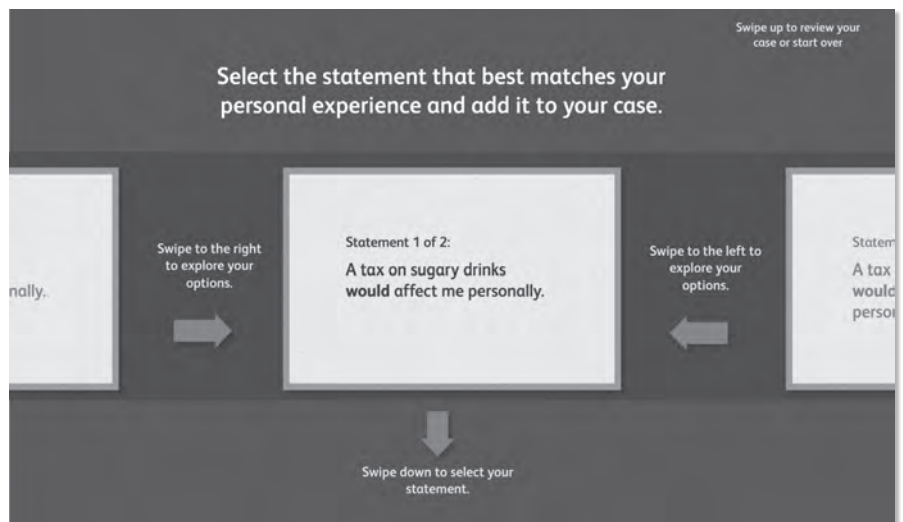 Swipe up to review your
case or start over
Select the statement that best matches your
personal experience and add it to your case.
nally.
Swipe to the right
to explore your
options.
Statement 1 of 2:
A tax on sugary drinks
would affect me personally.
Swipe to the left to
explore your
options.
Statem
A tax
would
person
Swipe down to select your
statement.